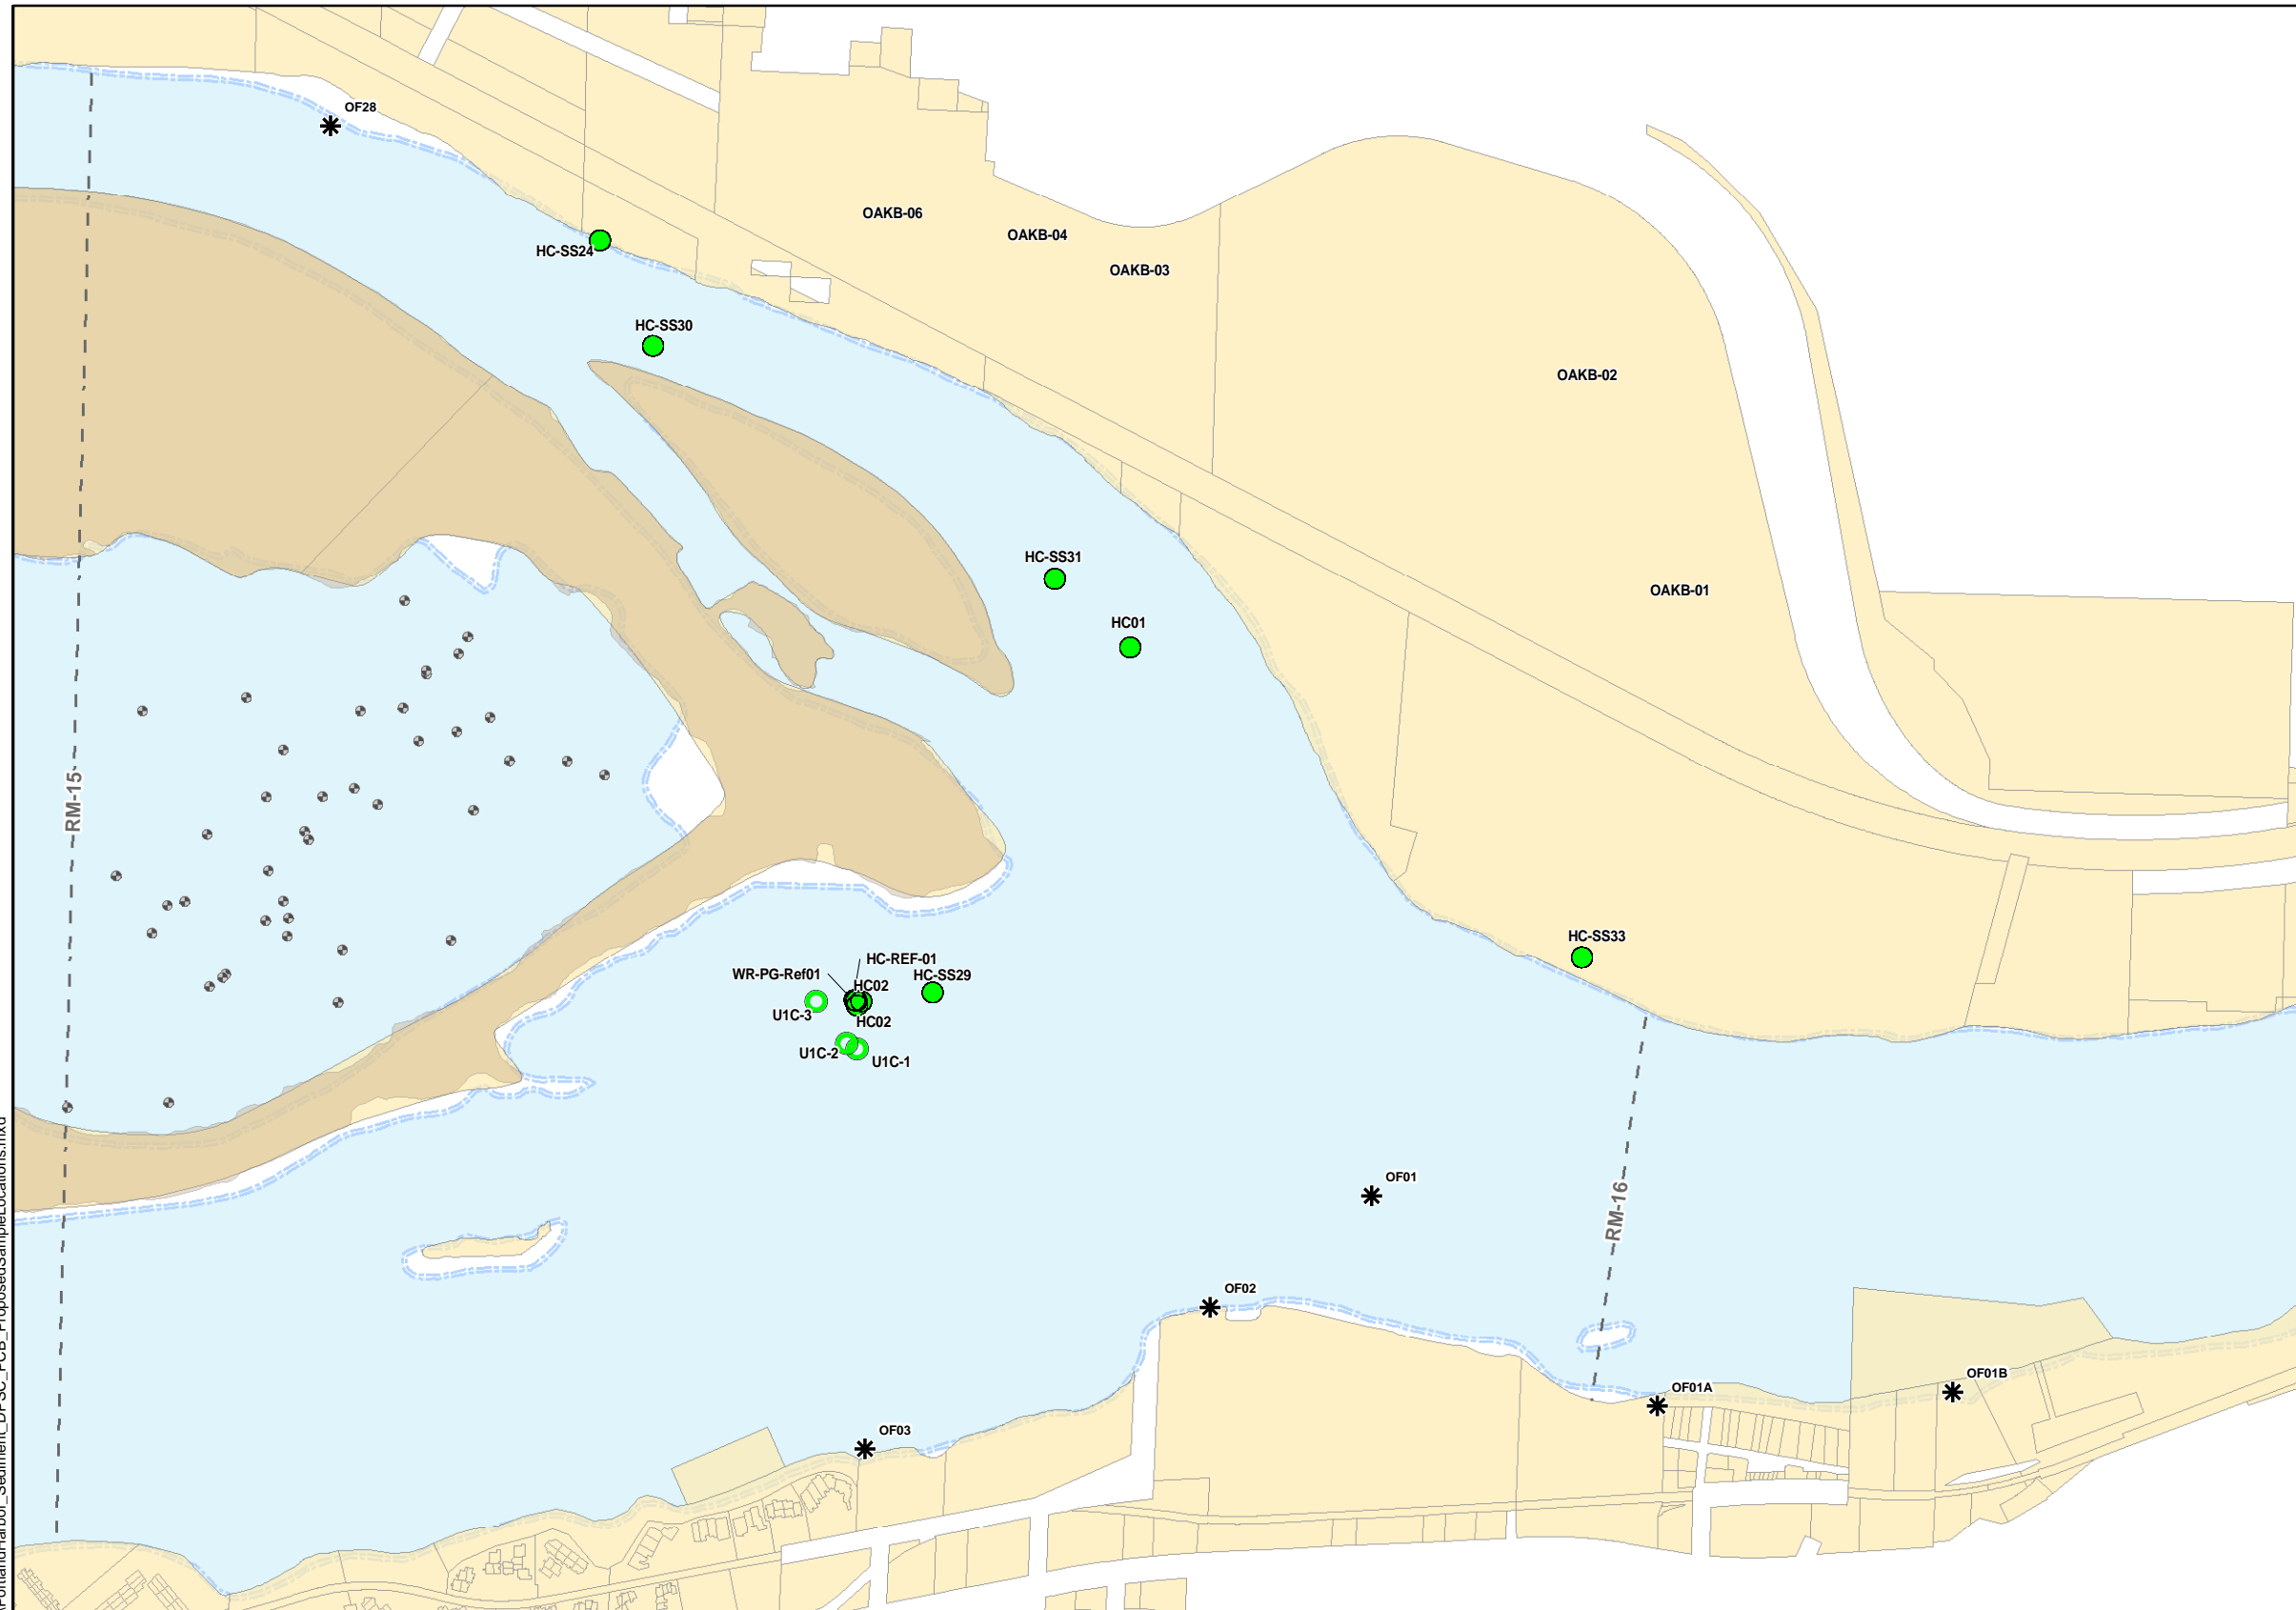 OF28
OAKB-06
OAKB-04
HC-SS24
OAKB-03
HC-SS30
OAKB-02
HC-SS31
OAKB-01
HC01
RM-15
HC-SS33
HC-REF-01
WR-PG-Ref01
HC-SS29
HC02
U1C-3
HC02
U1C-2
U1C-1
OF01
RM-16
OF02
OF01B
OF01A
OF03